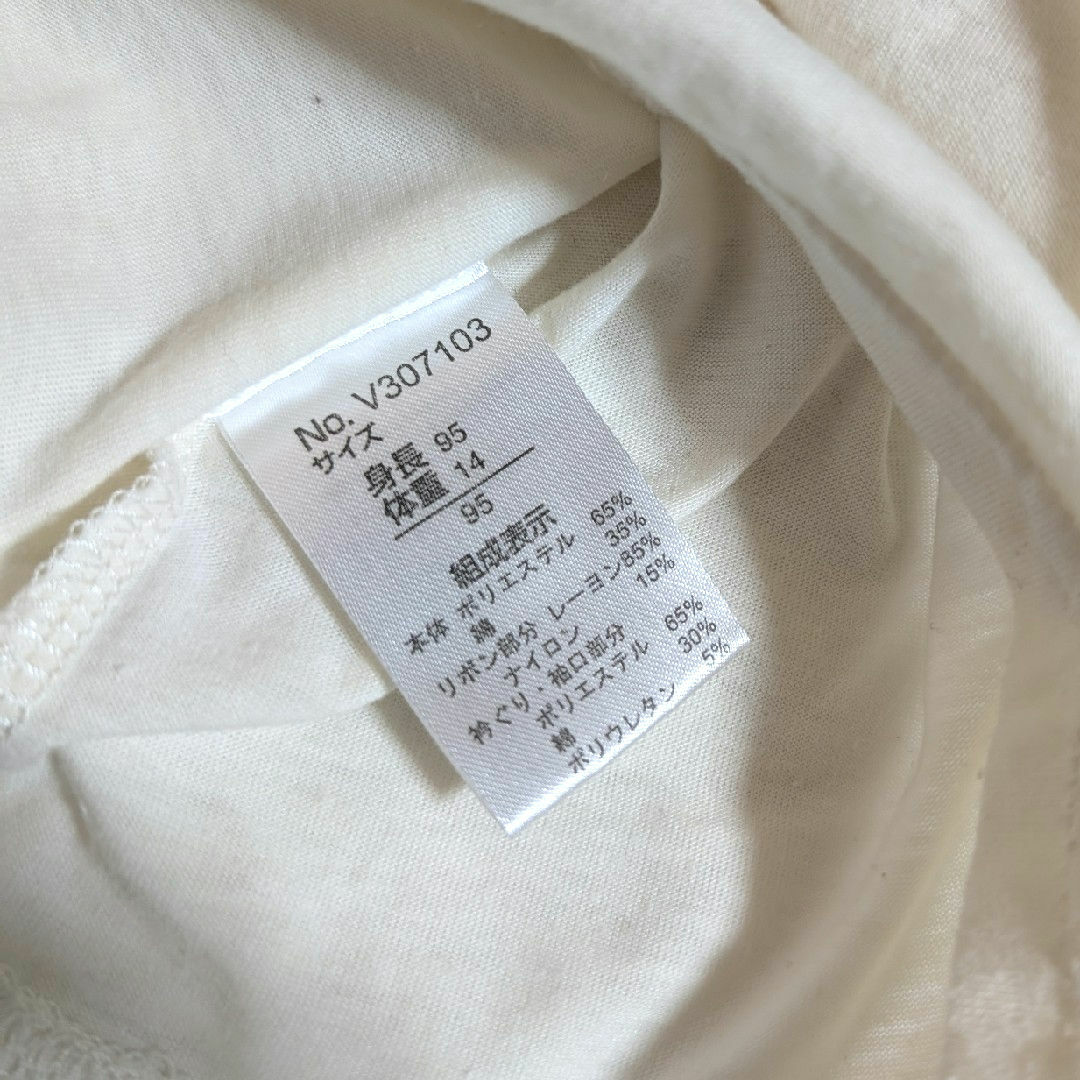 No. V307103
サイズ
身長 95
体重 14
95
組成表示
本体 ポリエステル 65%
綿 35%
リボン部分 レーヨン85%
ナイロン 15%
衿ぐり、袖口部分
ポリエステル 65%
綿 30%
ポリウレタン 5%